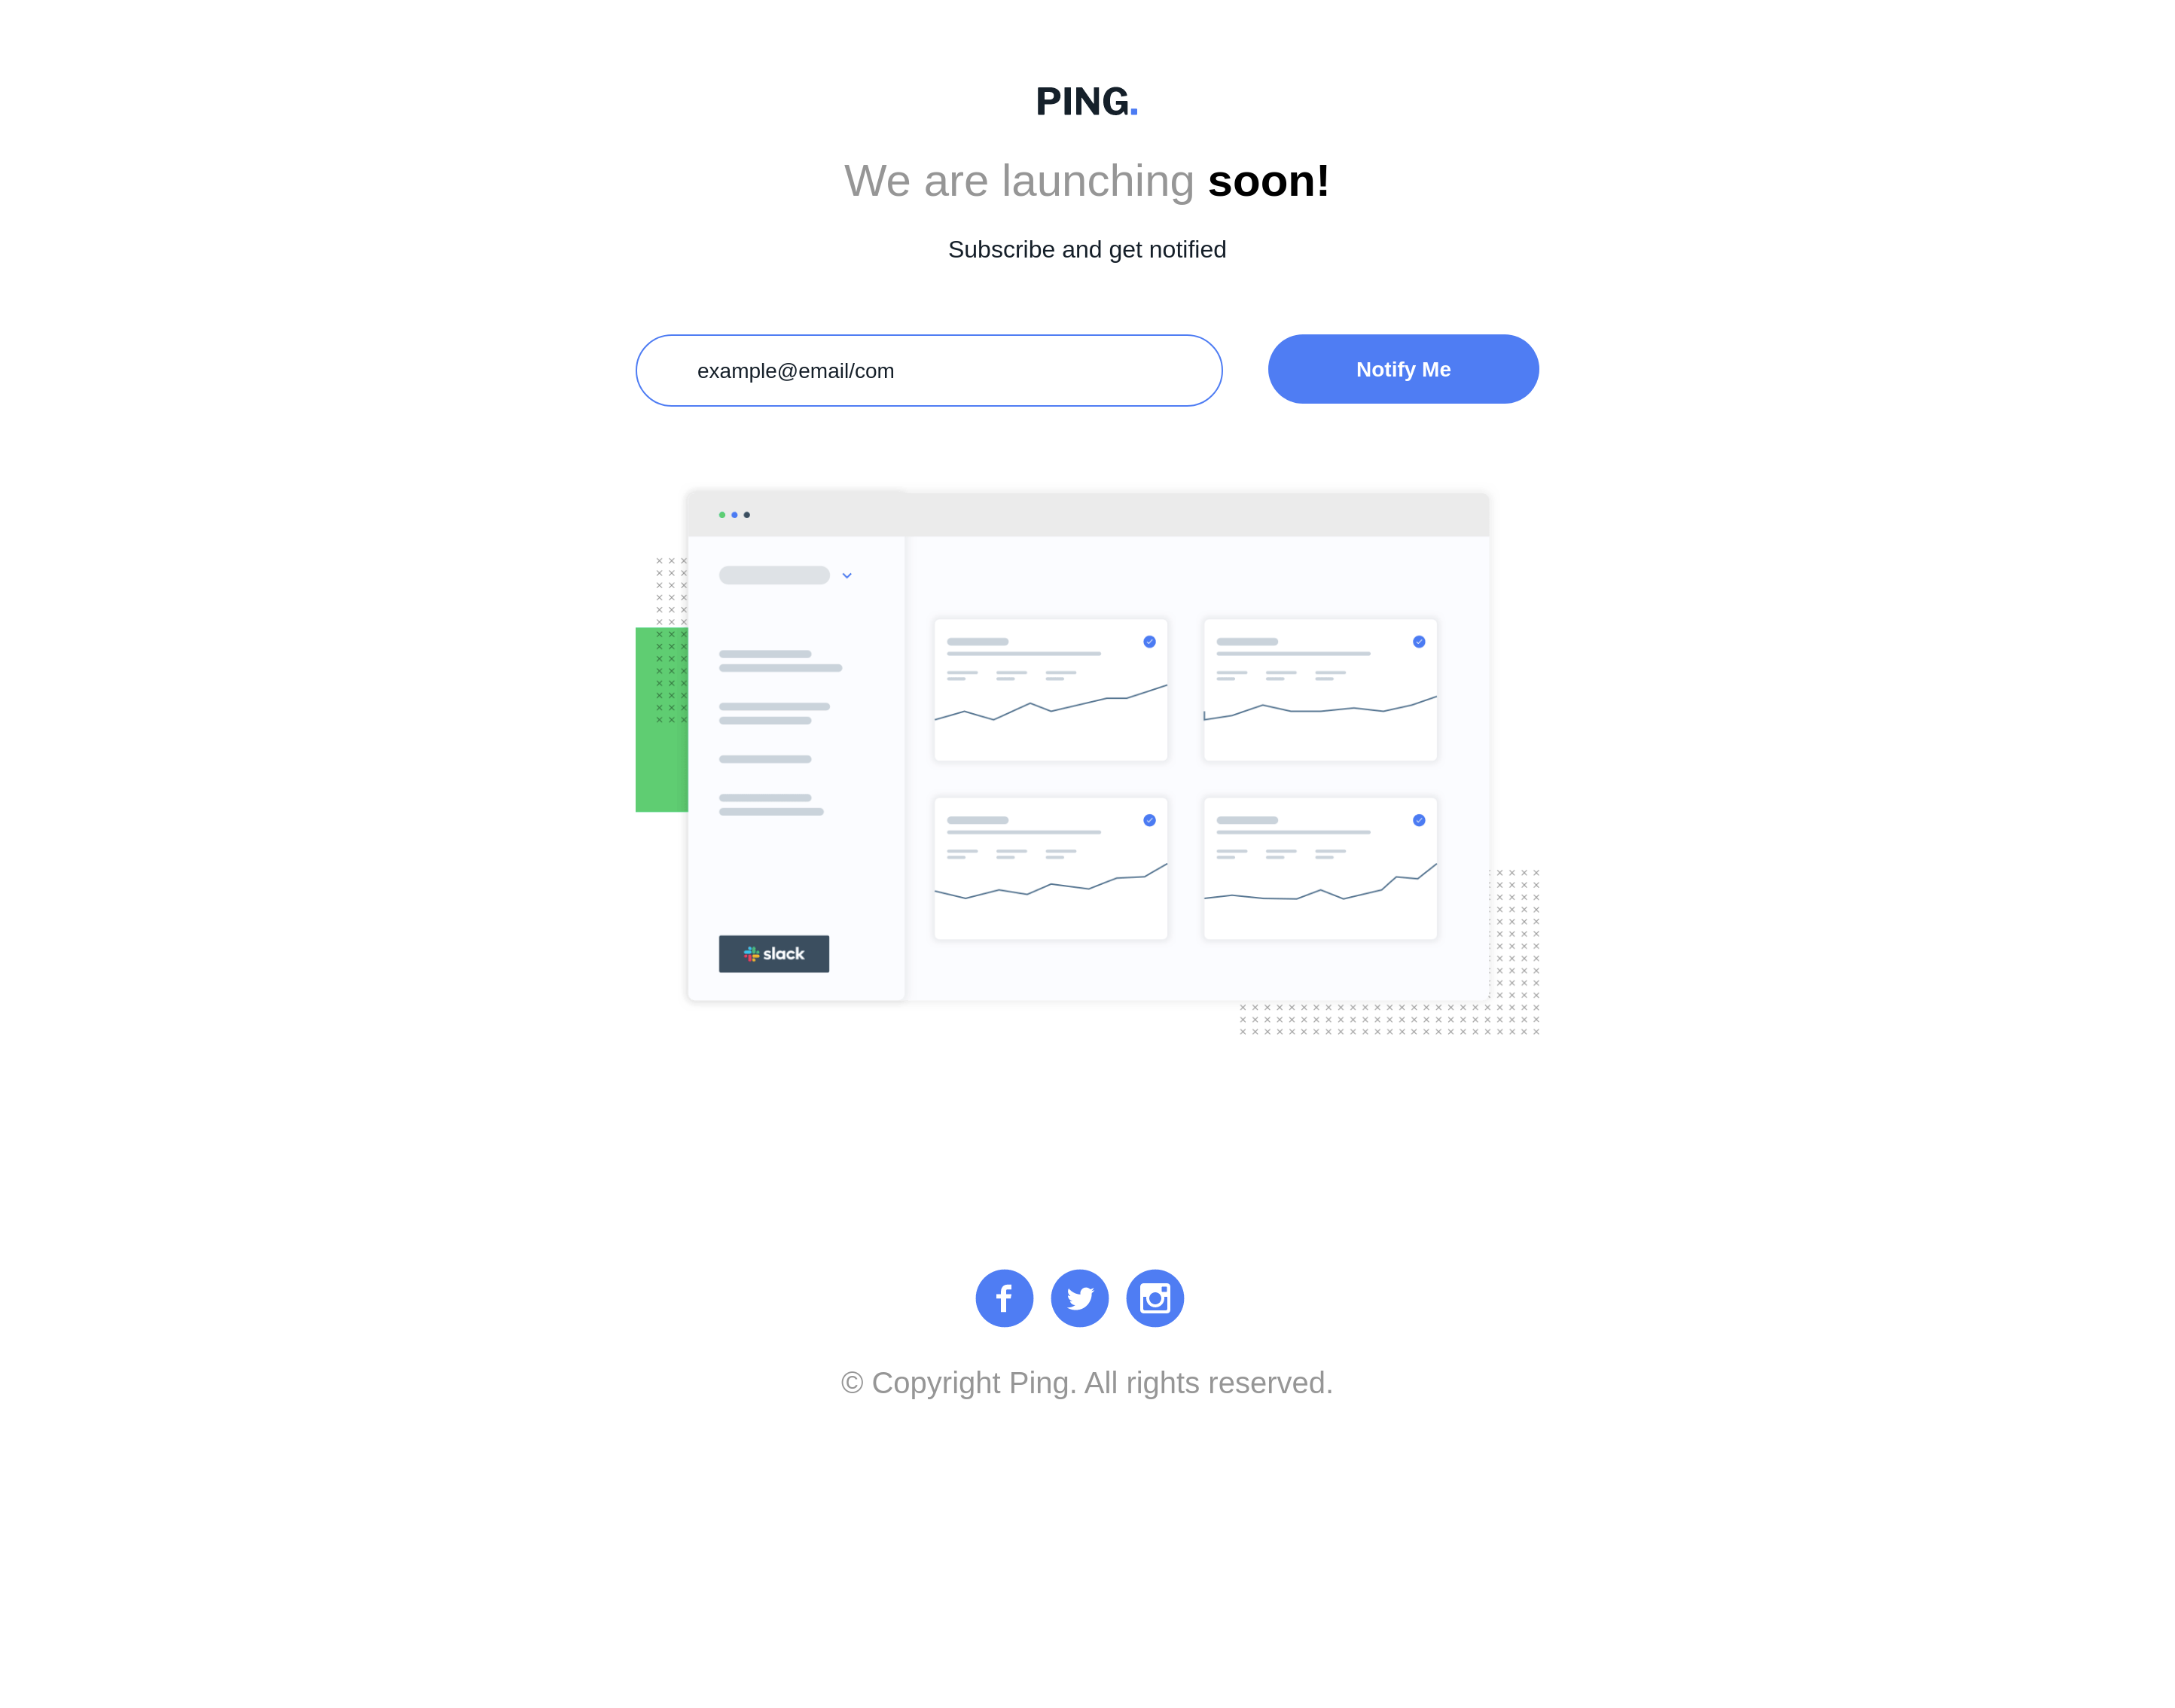 PING.
We are launching soon!
Subscribe and get notified
example@email/com
Notify Me
slack
© Copyright Ping. All rights reserved.